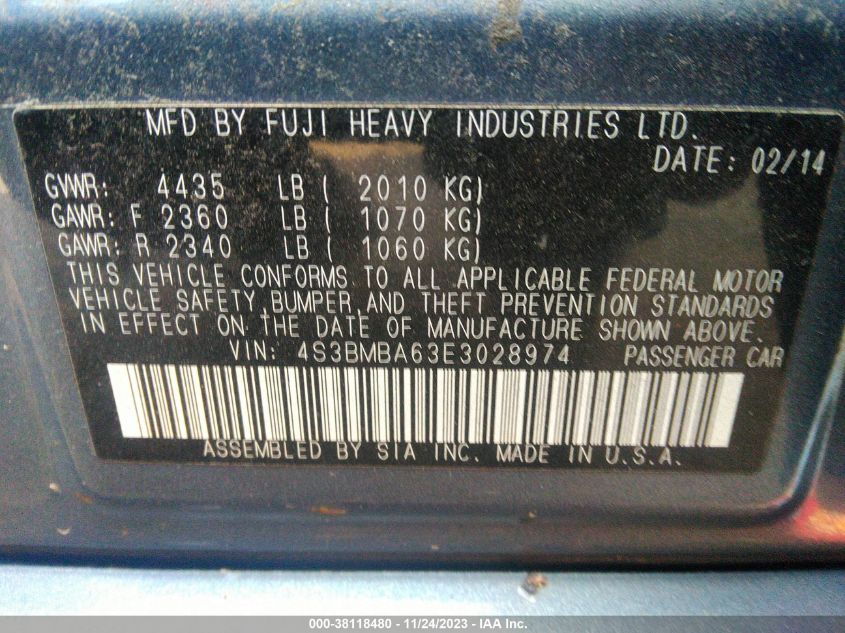 MFD BY FUJI HEAVY INDUSTRIES LTD.
DATE: 02/14
GVWR: 4435 LB ( 2010 KG)
GAWR: F 2360 LB ( 1070 KG)
GAWR: R 2340 LB ( 1060 KG)
THIS VEHICLE CONFORMS TO ALL APPLICABLE FEDERAL MOTOR
VEHICLE SAFETY, BUMPER, AND THEFT PREVENTION STANDARDS
IN EFFECT ON THE DATE OF MANUFACTURE SHOWN ABOVE.
VIN: 4S3BMBA63E3028974 PASSENGER CAR
ASSEMBLED BY SIA INC. MADE IN U.S.A.
000-38118480 - 11/24/2023 - IAA Inc.